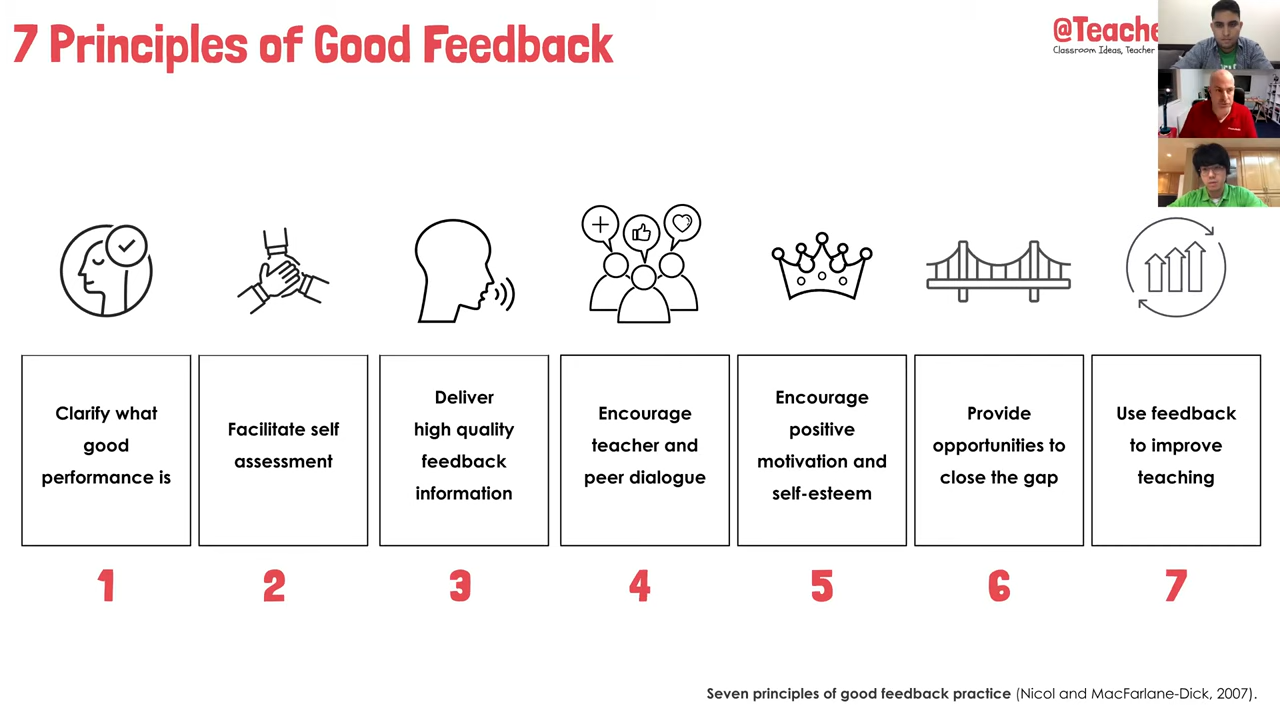 7 Principles of Good Feedback
@Teache
Classroom Ideas, Teacher
Clarify what
good
performance is
Facilitate self
assessment
Deliver
high quality
feedback
information
Encourage
teacher and
peer dialogue
Encourage
positive
motivation and
self-esteem
Provide
opportunities to
close the gap
Use feedback
to improve
teaching
1
2
3
4
5
6
7
Seven principles of good feedback practice (Nicol and MacFarlane-Dick, 2007).